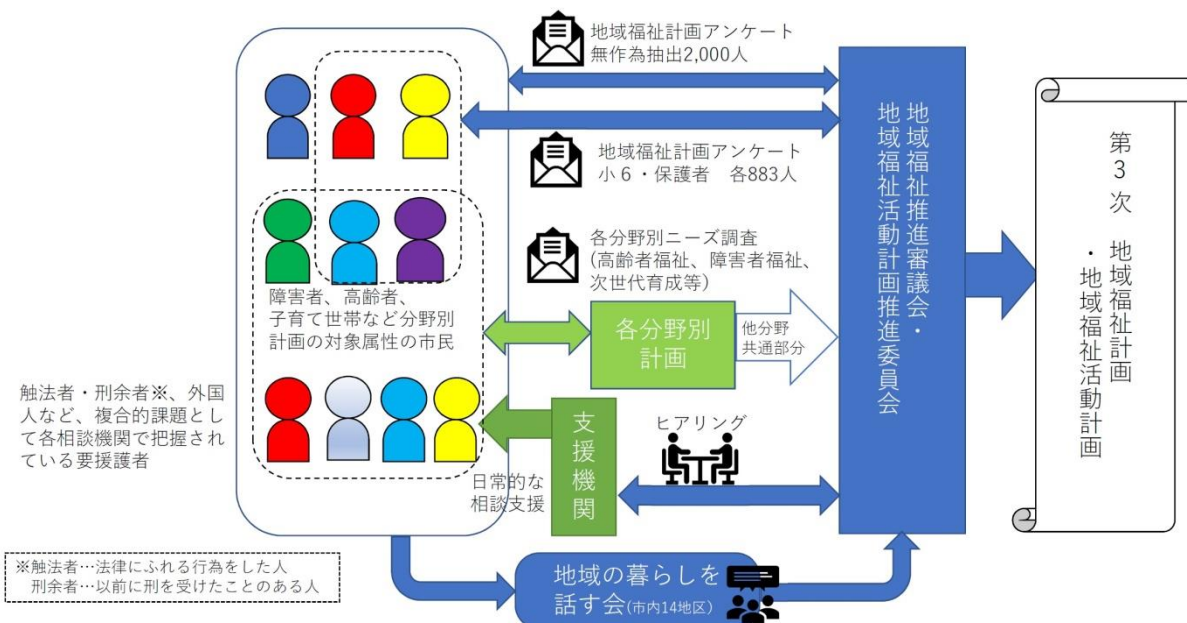 地域福祉計画アンケート
無作為抽出2,000人
地域福祉計画アンケート
小６・保護者　各883人
各分野別ニーズ調査
(高齢者福祉、障害者福祉、
次世代育成等)
障害者、高齢者、
子育て世帯など分野別
計画の対象属性の市民
各分野別
計画
他分野
共通部分
触法者・刑余者※、外国
人など、複合的課題とし
て各相談機関で把握され
ている要援護者
支援機関
日常的な
相談支援
ヒアリング
地域福祉推進審議会・
地域福祉活動計画推進委員会
第３次　地域福祉計画
・地域福祉活動計画
※触法者…法律にふれる行為をした人
刑余者…以前に刑を受けたことのある人
地域の暮らしを
話す会(市内14地区)